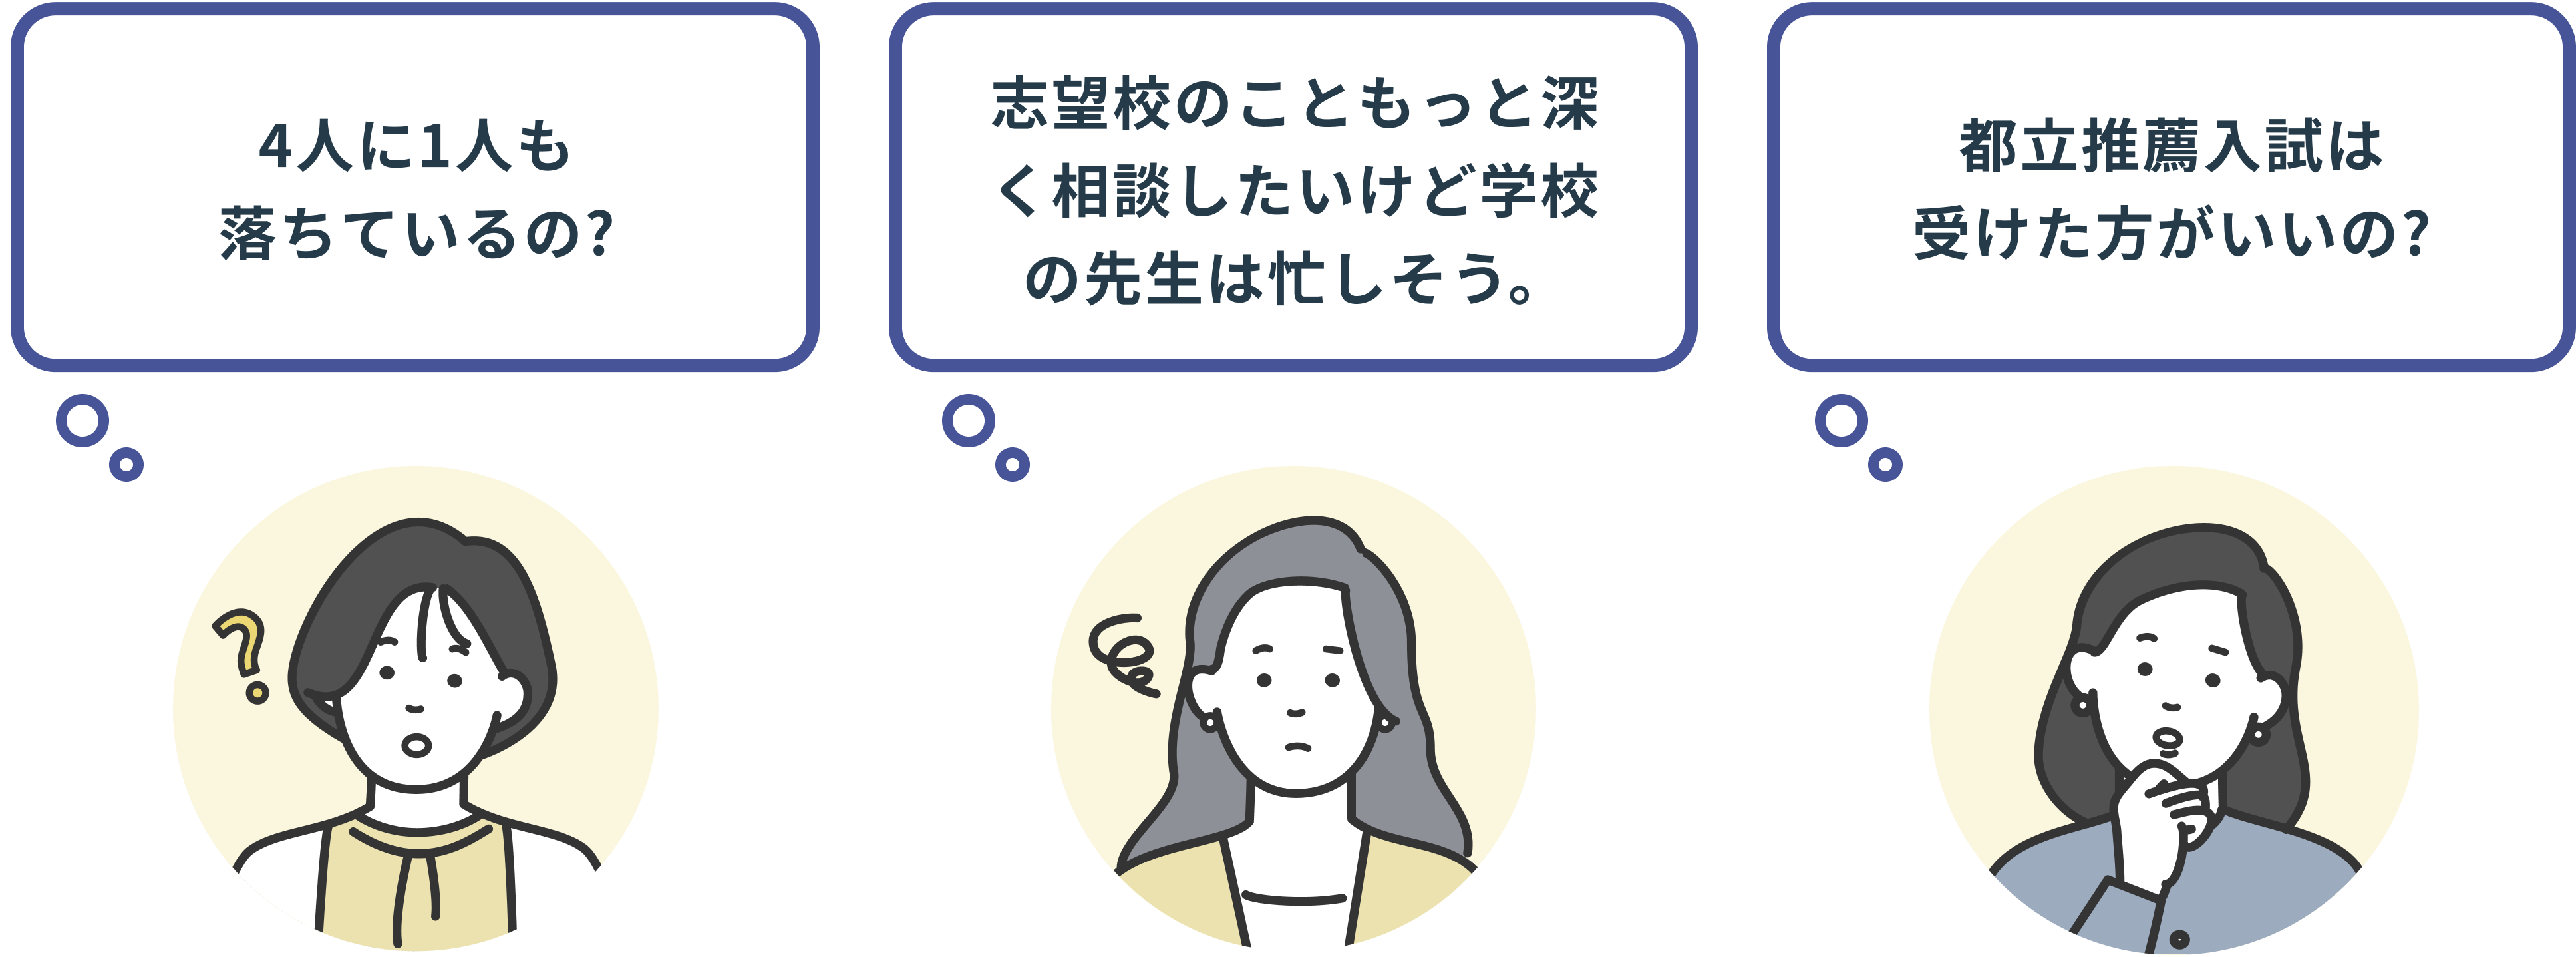 4人に1人も
落ちているの?
志望校のこともっと深
く相談したいけど学校
の先生は忙しそう。
都立推薦入試は
受けた方がいいの?
?